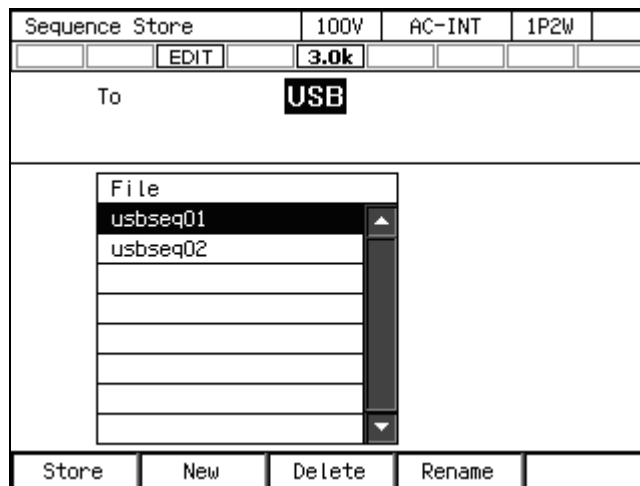 Sequence Store 100V AC-INT 1P2W
EDIT 3.0k
To USB
File
usbseq01
usbseq02
Store New Delete Rename